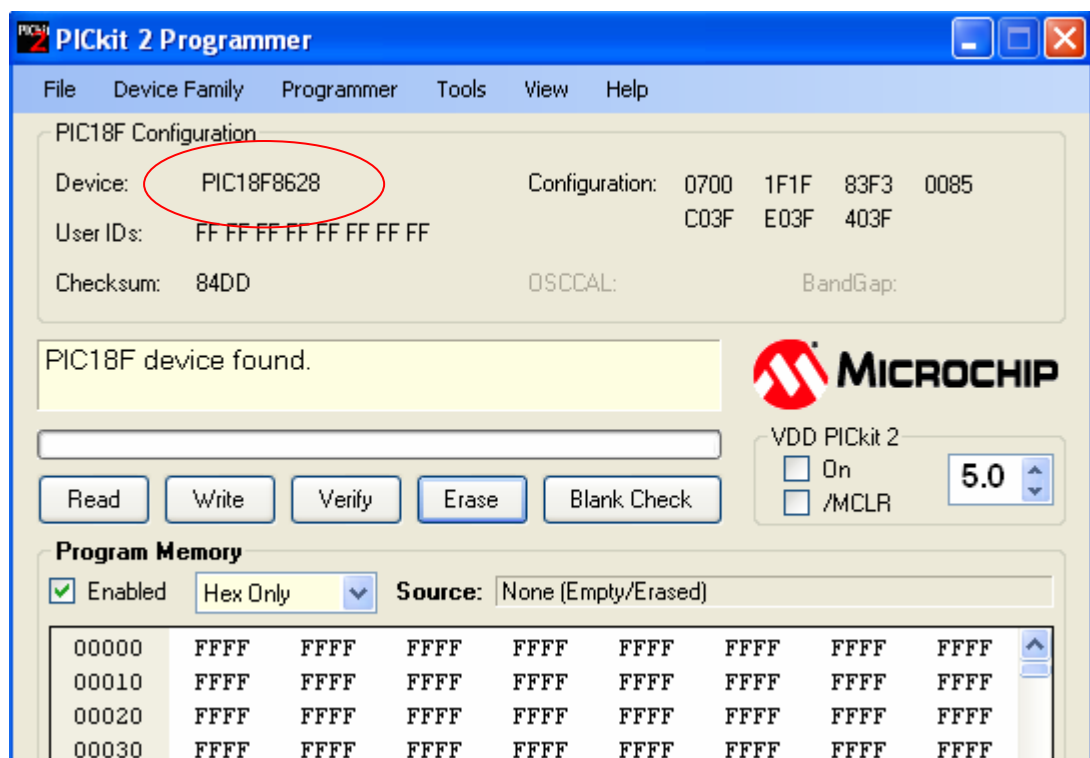 PICkit 2 Programmer
File Device Family Programmer Tools View Help
PIC18F Configuration
Device: PIC18F8628 Configuration: 0700 1F1F 83F3 0085
C03F E03F 403F
User IDs: FF FF FF FF FF FF FF FF
Checksum: 84DD OSCCAL: BandGap:
PIC18F device found.
MICROCHIP
VDD PICkit 2
On
/MCLR
5.0
Read Write Verify Erase Blank Check
Program Memory
Enabled Hex Only Source: None (Empty/Erased)
00000 FFFF FFFF FFFF FFFF FFFF FFFF FFFF FFFF
00010 FFFF FFFF FFFF FFFF FFFF FFFF FFFF FFFF
00020 FFFF FFFF FFFF FFFF FFFF FFFF FFFF FFFF
00030 FFFF FFFF FFFF FFFF FFFF FFFF FFFF FFFF